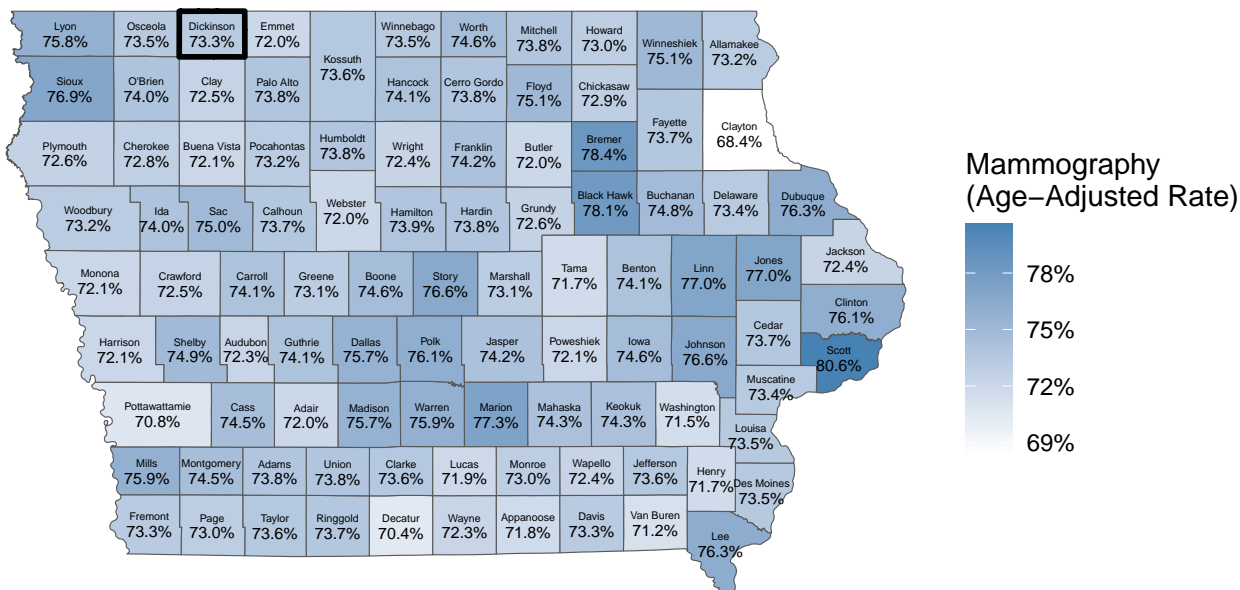 Lyon
75.8%
Osceola
73.5%
Dickinson
73.3%
Emmet
72.0%
Kossuth
73.6%
Winnebago
73.5%
Worth
74.6%
Mitchell
73.8%
Howard
73.0%
Winneshiek
75.1%
Allamakee
73.2%
Sioux
76.9%
O'Brien
74.0%
Clay
72.5%
Palo Alto
73.8%
Hancock
74.1%
Cerro Gordo
73.8%
Floyd
75.1%
Chickasaw
72.9%
Fayette
73.7%
Clayton
68.4%
Plymouth
72.6%
Cherokee
72.8%
Buena Vista
72.1%
Pocahontas
73.2%
Humboldt
73.8%
Wright
72.4%
Franklin
74.2%
Butler
72.0%
Bremer
78.4%
Woodbury
73.2%
Ida
74.0%
Sac
75.0%
Calhoun
73.7%
Webster
72.0%
Hamilton
73.9%
Hardin
73.8%
Grundy
72.6%
Black Hawk
78.1%
Buchanan
74.8%
Delaware
73.4%
Dubuque
76.3%
Monona
72.1%
Crawford
72.5%
Carroll
74.1%
Greene
73.1%
Boone
74.6%
Story
76.6%
Marshall
73.1%
Tama
71.7%
Benton
74.1%
Linn
77.0%
Jones
77.0%
Jackson
72.4%
Clinton
76.1%
Harrison
72.1%
Shelby
74.9%
Audubon
72.3%
Guthrie
74.1%
Dallas
75.7%
Polk
76.1%
Jasper
74.2%
Poweshiek
72.1%
Iowa
74.6%
Johnson
76.6%
Cedar
73.7%
Scott
80.6%
Muscatine
73.4%
Pottawattamie
70.8%
Cass
74.5%
Adair
72.0%
Madison
75.7%
Warren
75.9%
Marion
77.3%
Mahaska
74.3%
Keokuk
74.3%
Washington
71.5%
Louisa
73.5%
Mills
75.9%
Montgomery
74.5%
Adams
73.8%
Union
73.8%
Clarke
73.6%
Lucas
71.9%
Monroe
73.0%
Wapello
72.4%
Jefferson
73.6%
Henry
71.7%
Des Moines
73.5%
Fremont
73.3%
Page
73.0%
Taylor
73.6%
Ringgold
73.7%
Decatur
70.4%
Wayne
72.3%
Appanoose
71.8%
Davis
73.3%
Van Buren
71.2%
Lee
76.3%
Mammography
(Age−Adjusted Rate)
78%
75%
72%
69%